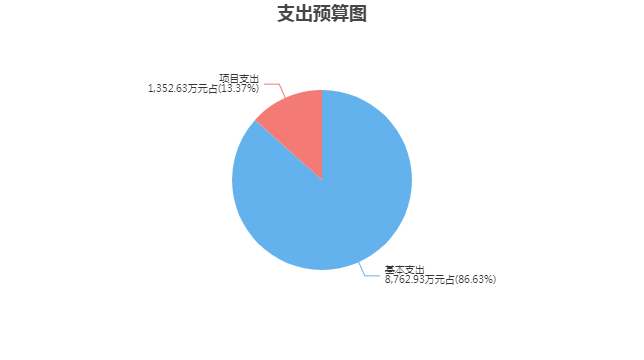 支出预算图
项目支出
1,352.63万元占(13.37%)
基本支出
8,762.93万元占(86.63%)